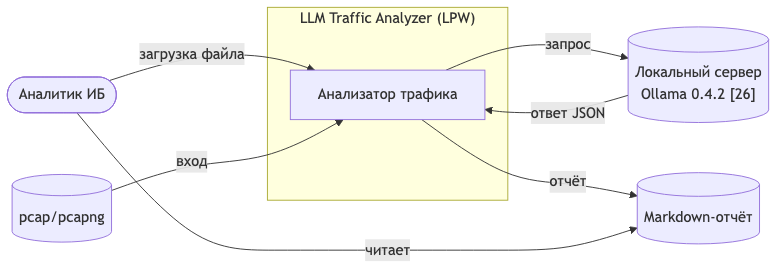 LLM Traffic Analyzer (LPW)
загрузка файла
запрос
Аналитик ИБ
Анализатор трафика
Локальный сервер
Ollama 0.4.2 [26]
ответ JSON
вход
отчёт
pcap/pcapng
Markdown-отчёт
читает